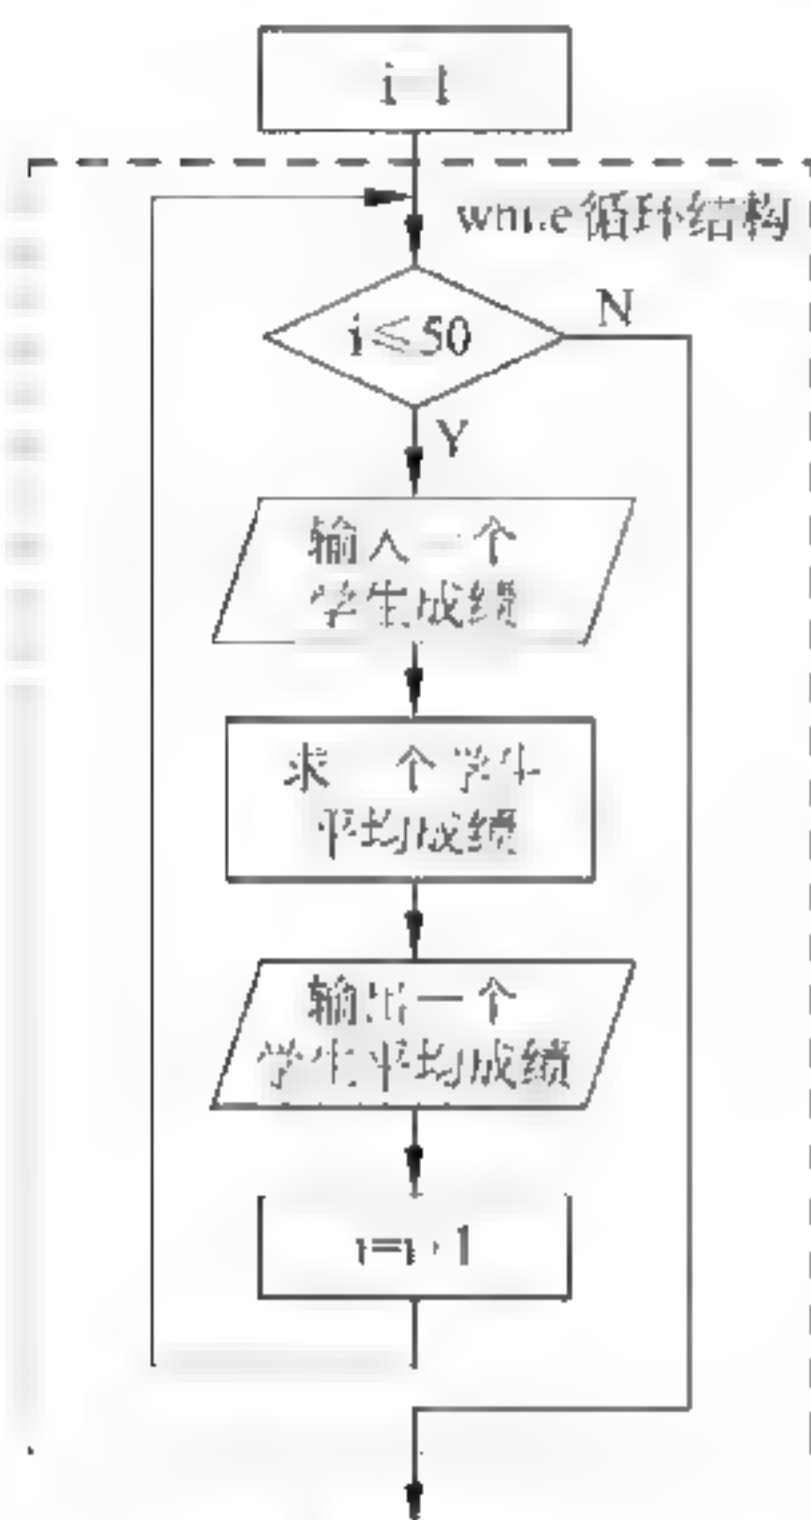 i=1
while循环结构
i≤50
N
Y
输入一个
学生成绩
求一个学生
平均成绩
输出一个
学生平均成绩
i=i+1